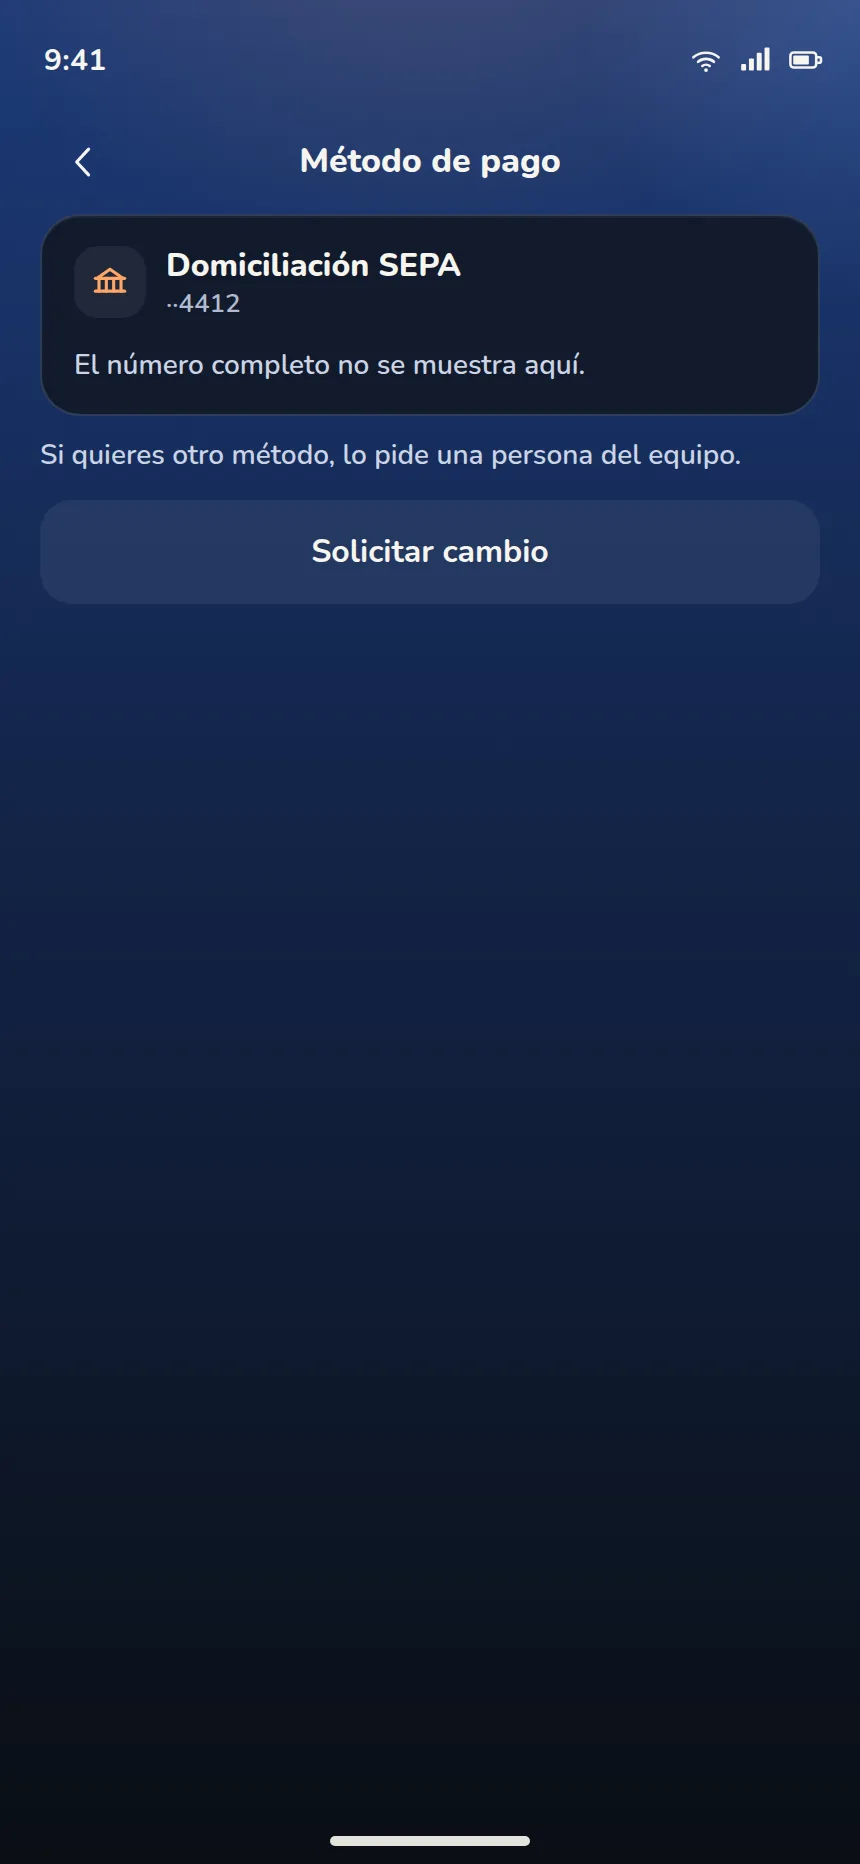 9:41
Método de pago
Domiciliación SEPA
··4412
El número completo no se muestra aquí.
Si quieres otro método, lo pide una persona del equipo.
Solicitar cambio